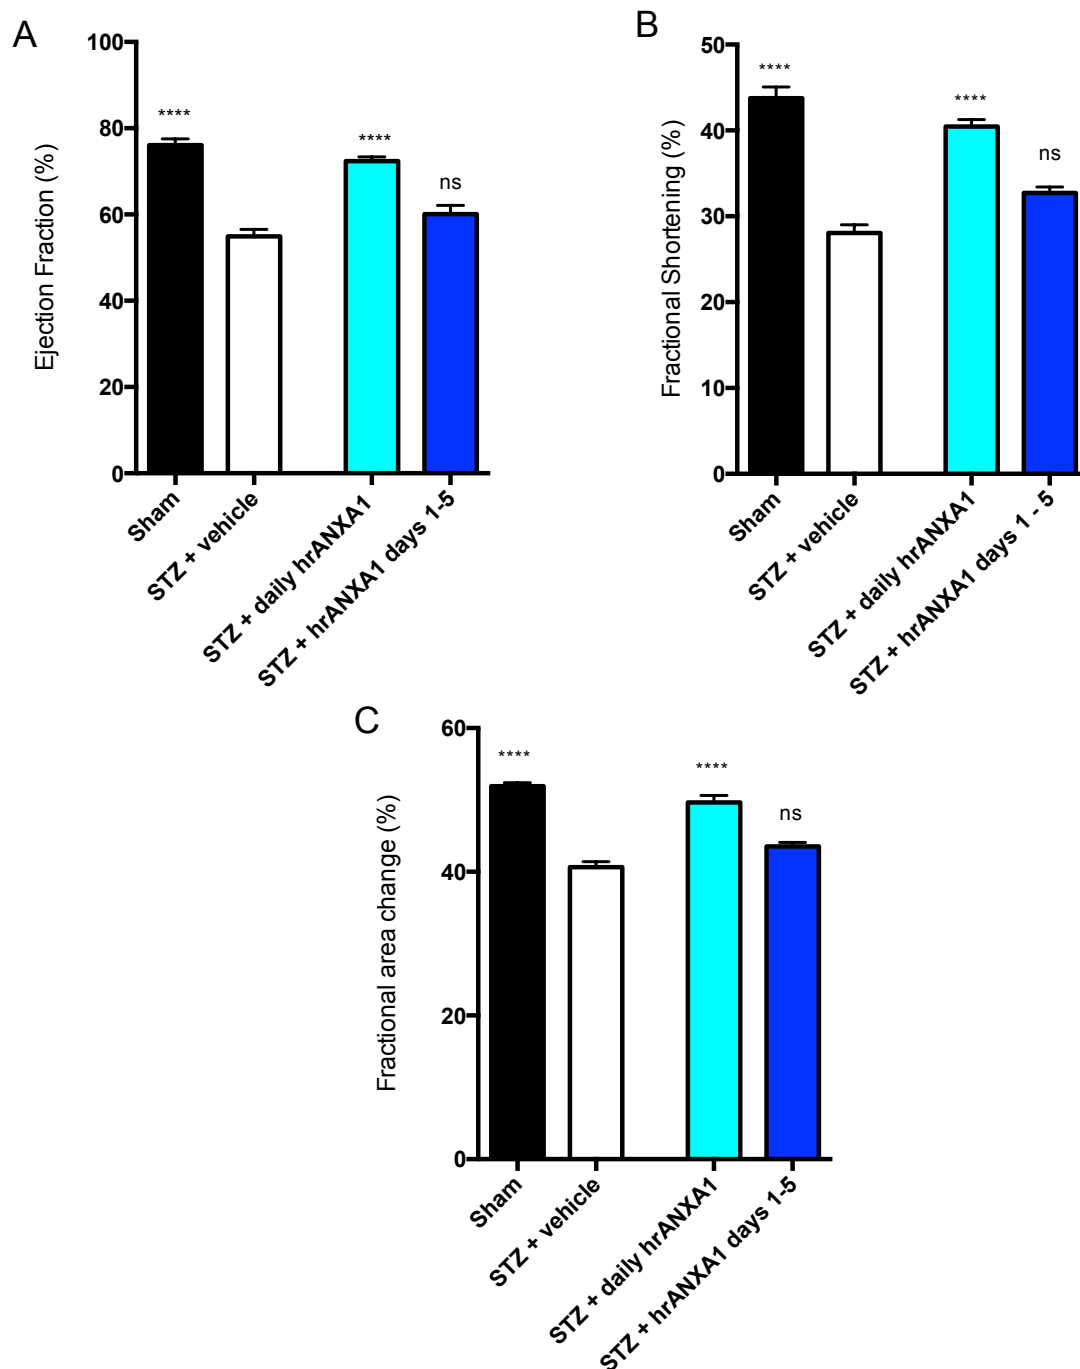 A
100
80
60
40
20
0
Ejection Fraction (%)
****
****
ns
Sham
STZ + vehicle
STZ + daily hrANXA1
STZ + hrANXA1 days 1-5
B
50
40
30
20
10
0
Fractional Shortening (%)
****
****
ns
Sham
STZ + vehicle
STZ + daily hrANXA1
STZ + hrANXA1 days 1 - 5
C
60
40
20
0
Fractional area change (%)
****
****
ns
Sham
STZ + vehicle
STZ + daily hrANXA1
STZ + hrANXA1 days 1-5